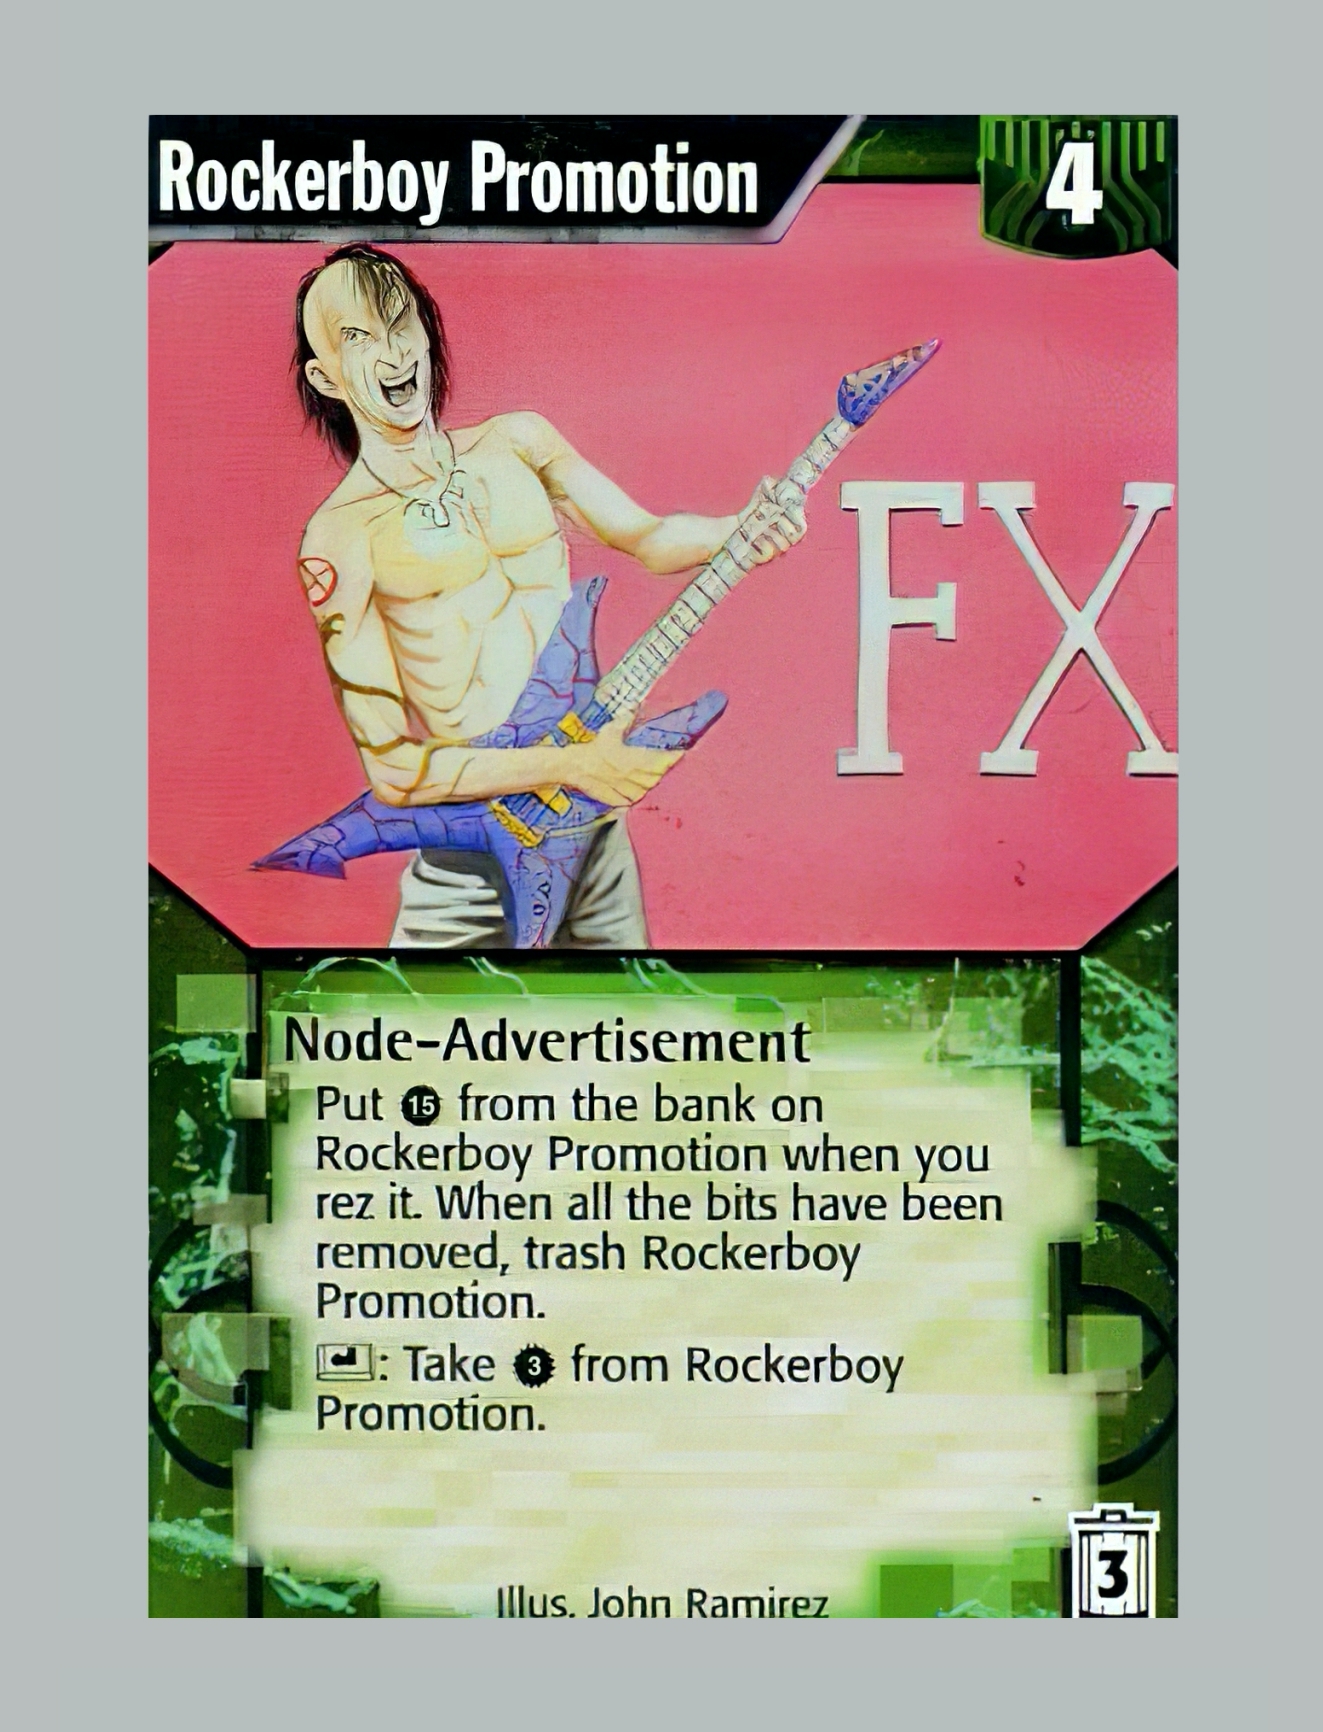 Rockerboy Promotion
4
FX
Node-Advertisement
Put 15 from the bank on
Rockerboy Promotion when you
rez it. When all the bits have been
removed, trash Rockerboy
Promotion.
: Take 3 from Rockerboy
Promotion.
3
Illus. John Ramirez